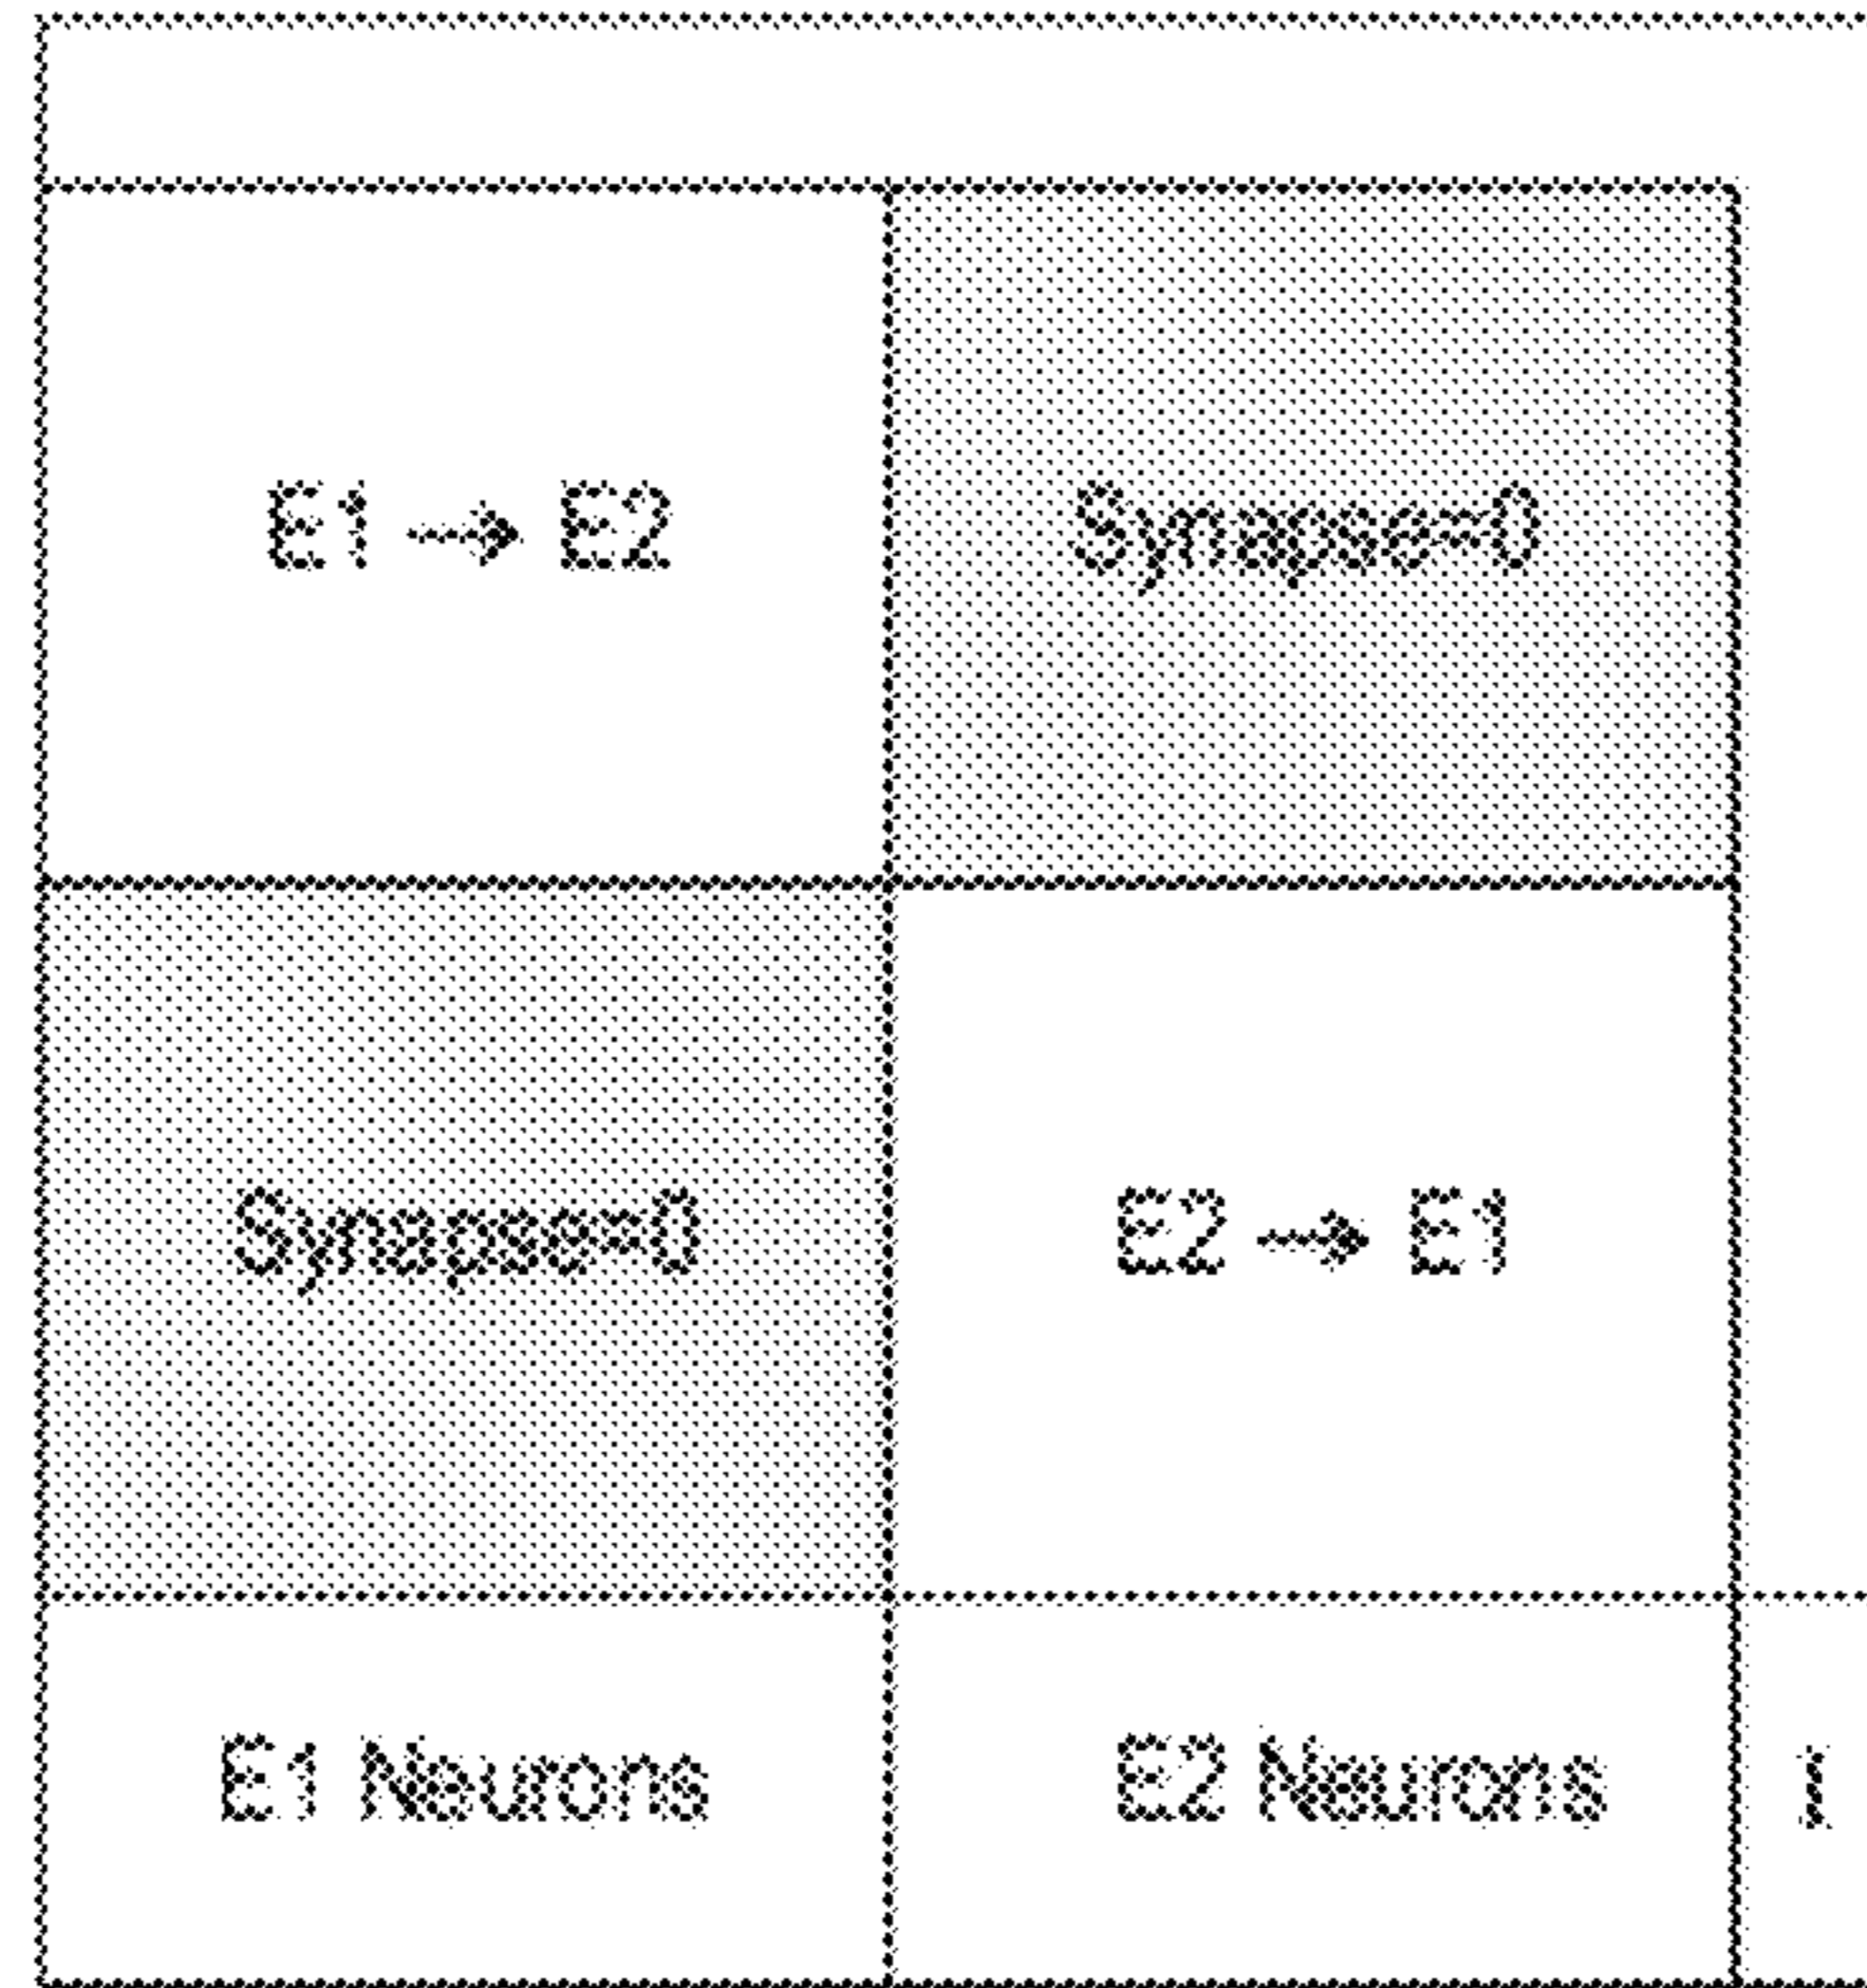 E1 → E2 Synapse=0
Synapse=0 E2 → E1
E1 Neurons E2 Neurons I